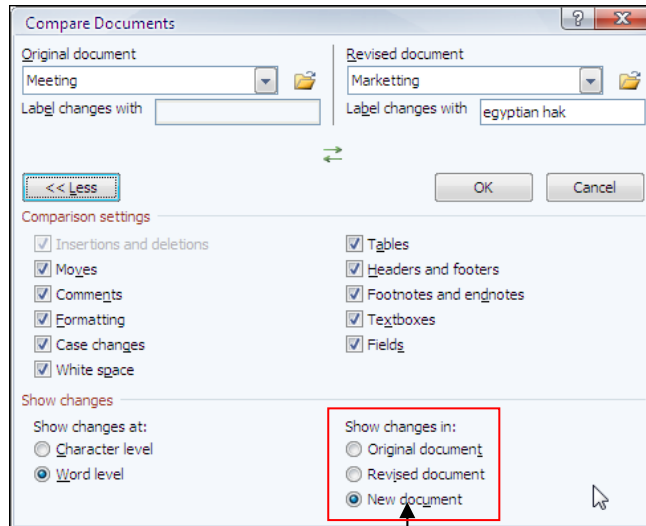 Compare Documents
Original document
Revised document
Meeting
Marketting
Label changes with
Label changes with egyptian hak
<< Less
OK
Cancel
Comparison settings
Insertions and deletions
Tables
Moves
Headers and footers
Comments
Footnotes and endnotes
Formatting
Textboxes
Case changes
Fields
White space
Show changes
Show changes at:
Show changes in:
Character level
Original document
Word level
Revised document
New document